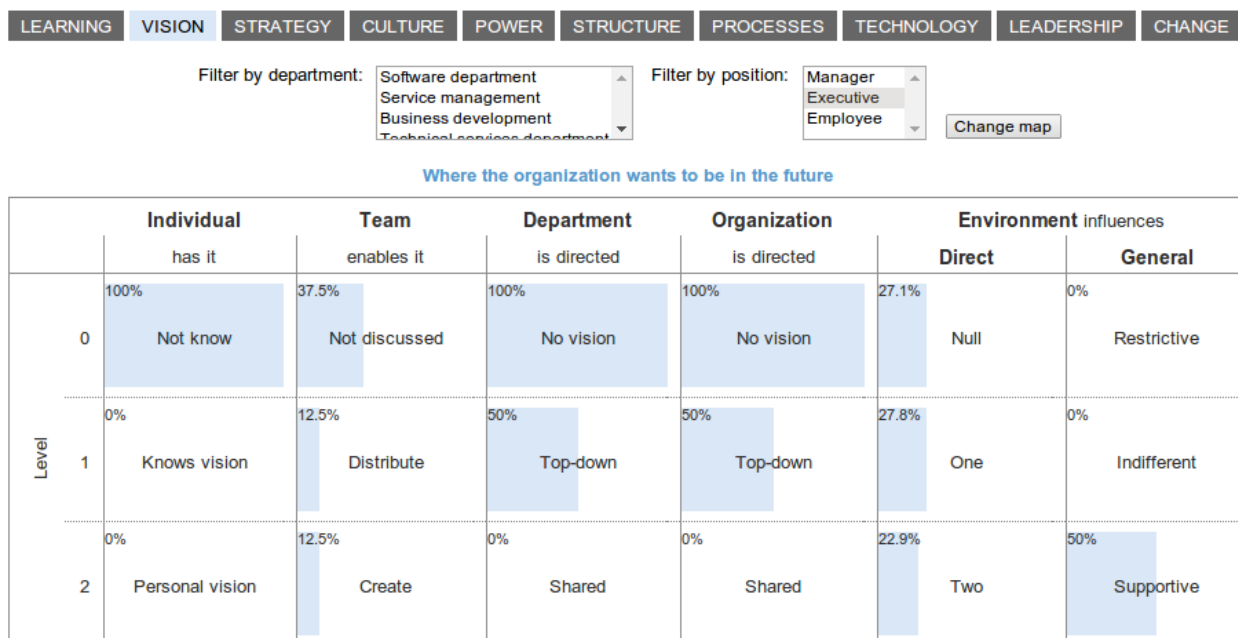 LEARNING VISION STRATEGY CULTURE POWER STRUCTURE PROCESSES TECHNOLOGY LEADERSHIP CHANGE
Filter by department: Software department Filter by position: Manager
Service management Executive
Business development Employee
Technical services department
Change map
Where the organization wants to be in the future
Individual Team Department Organization Environment influences
has it enables it is directed is directed Direct General
100% 37.5% 100% 100% 27.1% 0%
0 Not know Not discussed No vision No vision Null Restrictive
0% 12.5% 50% 50% 27.8% 0%
Level 1 Knows vision Distribute Top-down Top-down One Indifferent
0% 12.5% 0% 0% 22.9% 50%
2 Personal vision Create Shared Shared Two Supportive